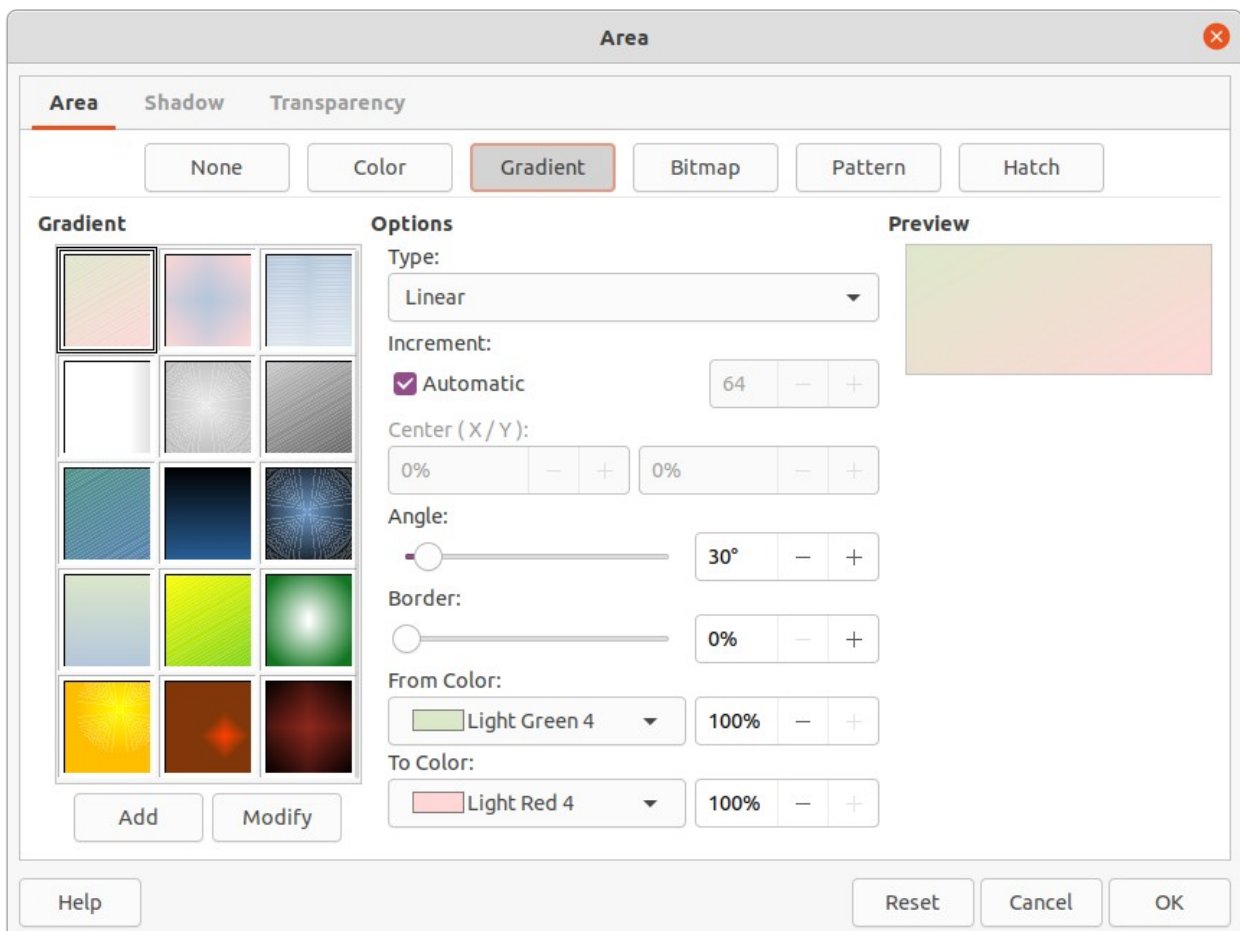 Area
Area Shadow Transparency
None Color Gradient Bitmap Pattern Hatch
Gradient
Options
Type:
Linear
Increment:
Automatic 64
Center ( X / Y ):
0% 0%
Angle:
30°
Border:
0%
From Color:
Light Green 4 100%
To Color:
Light Red 4 100%
Preview
Add Modify
Help Reset Cancel OK